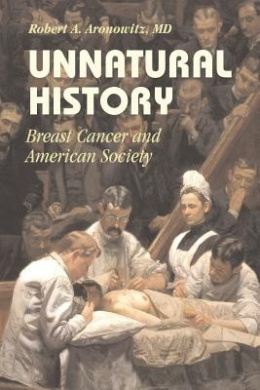 Robert A. Aronowitz, MD
UNNATURAL
HISTORY
Breast Cancer and
American Society